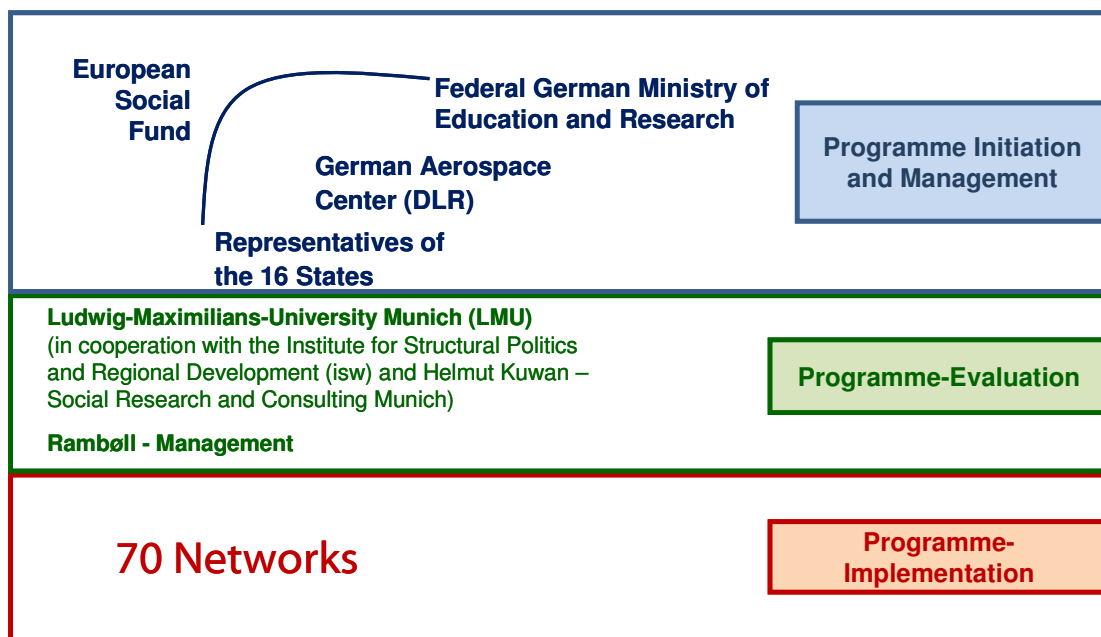 European
Social
Fund
Federal German Ministry of
Education and Research
German Aerospace
Center (DLR)
Representatives of
the 16 States
Programme Initiation
and Management
Ludwig-Maximilians-University Munich (LMU)
(in cooperation with the Institute for Structural Politics
and Regional Development (isw) and Helmut Kuwan –
Social Research and Consulting Munich)
Rambøll - Management
Programme-Evaluation
70 Networks
Programme-
Implementation